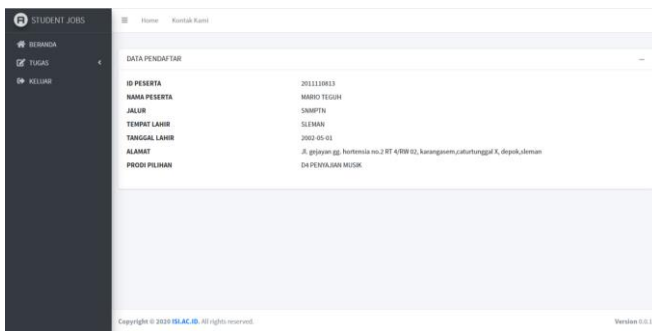 STUDENT JOBS
Home Kontak Kami
BERANDA
TUGAS
KELUAR
DATA PENDAFTAR
ID PESERTA 2011110613
NAMA PESERTA MARIO TEGUH
JALUR SNMPTN
TEMPAT LAHIR SLEMAN
TANGGAL LAHIR 2002-05-01
ALAMAT Jl. gejayan gg. hortensia no.2 RT 4/RW 02, karangasem,caturtunggal X, depok,sleman
PRODI PILIHAN D4 PENYAJIAN MUSIK
Copyright © 2020 ISI.AC.ID. All rights reserved.
Version 0.0.1